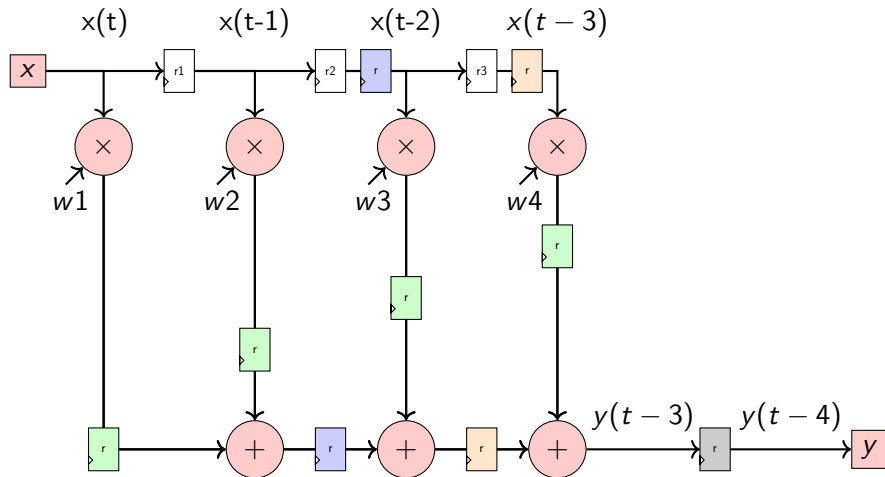 x(t) x(t-1) x(t-2) x(t − 3)
x r1 r2 r r3 r
× × × ×
w1 w2 w3 w4
r
r
r
r + r + r + y(t − 3) r y(t − 4) y